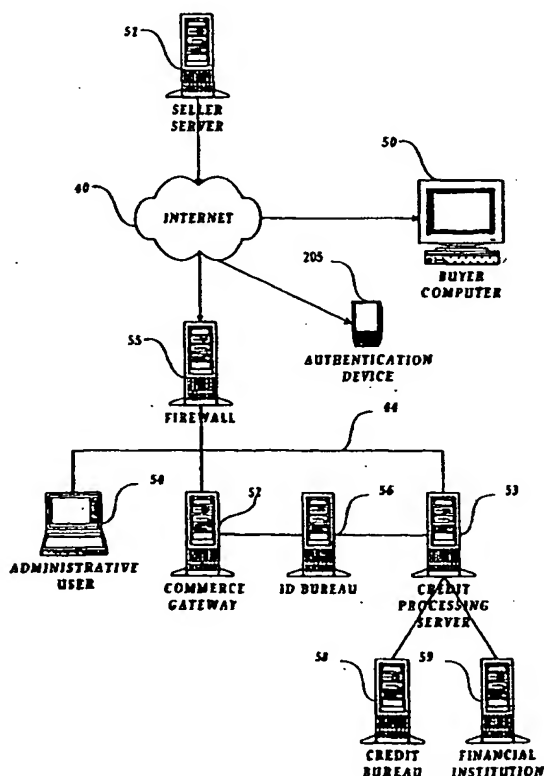 51
SELLER
SERVER
50
40
INTERNET
BUYER
COMPUTER
205
55
AUTHENTICATION
DEVICE
FIREWALL
44
54
52
56
53
ADMINISTRATIVE
USER
COMMERCE
GATEWAY
ID BUREAU
CREDIT
PROCESSING
SERVER
58
59
CREDIT
BUREAU
FINANCIAL
INSTITUTION